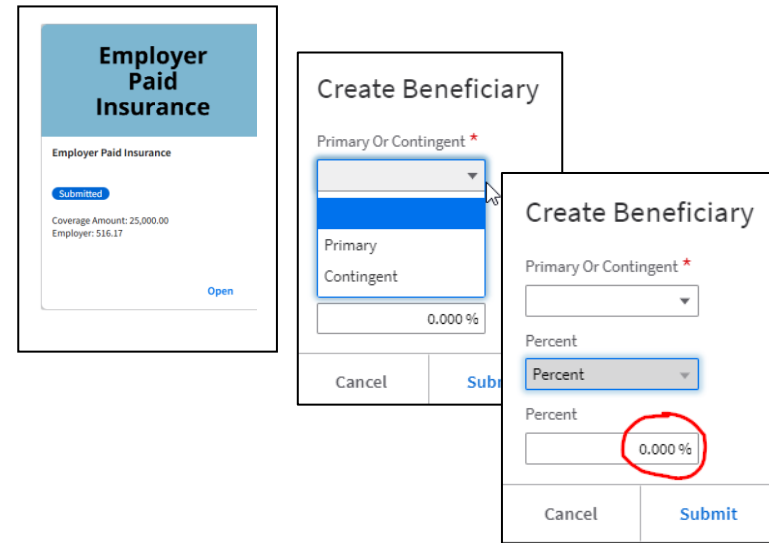 Employer
Paid
Insurance
Employer Paid Insurance
Submitted
Coverage Amount: 25,000.00
Employer: 516.17
Open
Create Beneficiary
Primary Or Contingent *
Primary
Contingent
0.000 %
Cancel
Create Beneficiary
Primary Or Contingent *
Percent
Percent
Percent
0.000 %
Cancel Submit